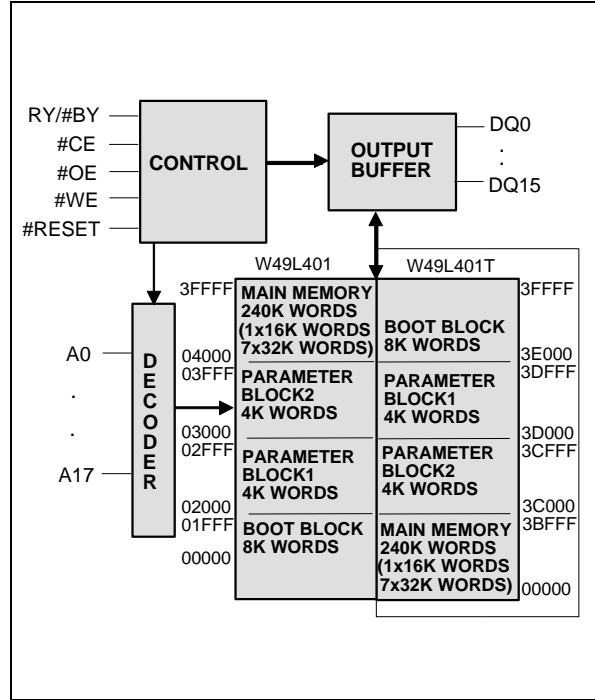 RY/#BY
#CE
#OE
#WE
#RESET
CONTROL
OUTPUT
BUFFER
DQ0
.
.
DQ15
W49L401
W49L401T
A0
.
.
A17
DECODER
3FFFF
04000
03FFF
03000
02FFF
02000
01FFF
00000
MAIN MEMORY
240K WORDS
(1x16K WORDS
7x32K WORDS)
PARAMETER
BLOCK2
4K WORDS
PARAMETER
BLOCK1
4K WORDS
BOOT BLOCK
8K WORDS
BOOT BLOCK
8K WORDS
PARAMETER
BLOCK1
4K WORDS
PARAMETER
BLOCK2
4K WORDS
MAIN MEMORY
240K WORDS
(1x16K WORDS
7x32K WORDS)
3FFFF
3E000
3DFFF
3D000
3CFFF
3C000
3BFFF
00000